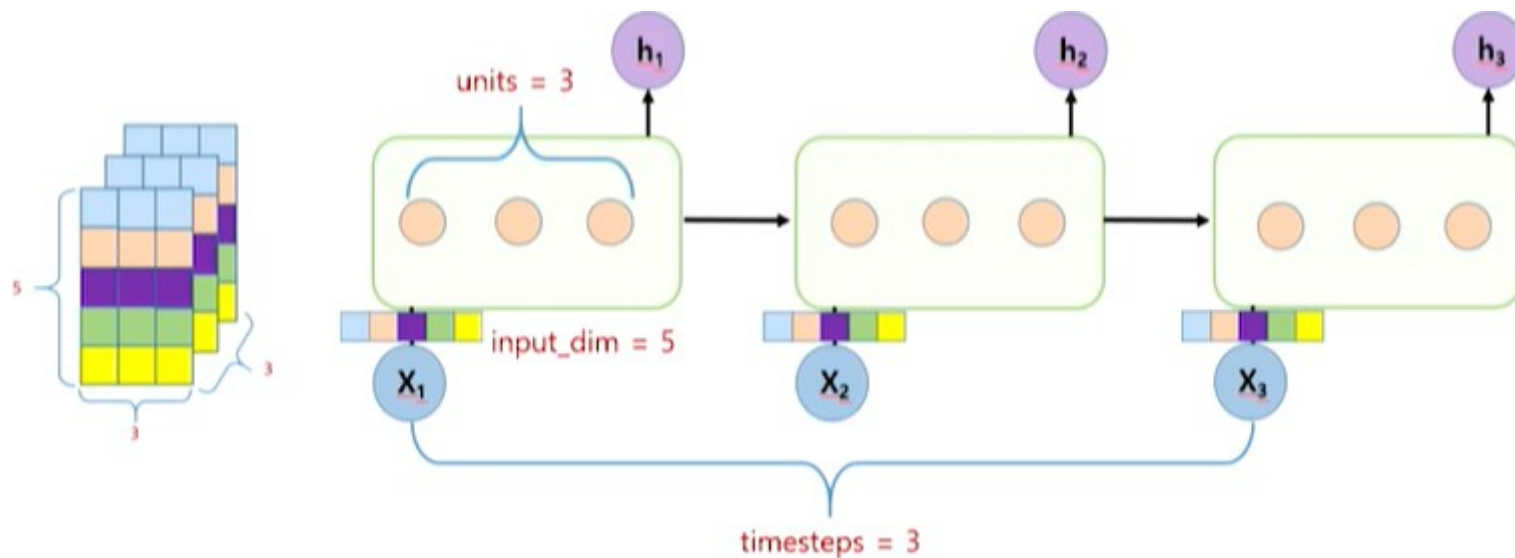 h₁
h₂
h₃
units = 3
5
3
3
input_dim = 5
X₁
X₂
X₃
timesteps = 3